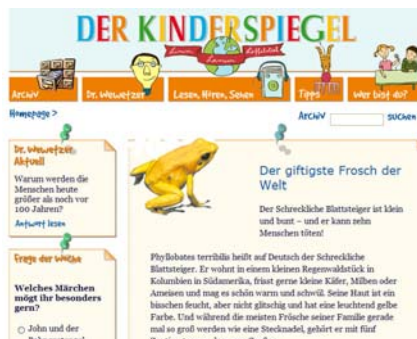 DER KINDERSPIEGEL
Archiv
Dr. Wewetzer
Lesen, Hören, Sehen
Tipps
Wer bist du?
Homepage >
Archiv
suchen
Dr. Wewetzer
Aktuell
Warum werden die
Menschen heute
größer als noch vor
100 Jahren?
Antwort lesen
Frage der Woche
Welches Märchen
mögt ihr besonders
gern?
John und der
Der giftigste Frosch der
Welt
Der Schreckliche Blattsteiger ist klein
und bunt – und er kann zehn
Menschen töten!
Phyllobates terribilis heißt auf Deutsch der Schreckliche
Blattsteiger. Er wohnt in einem kleinen Regenwaldstück in
Kolumbien in Südamerika, frisst gerne kleine Käfer, Milben oder
Ameisen und mag es schön warm und schwül. Seine Haut ist ein
bisschen feucht, aber nicht glitschig und hat eine leuchtend gelbe
Farbe. Und während die meisten Frösche seiner Familie gerade
mal so groß werden wie eine Stecknadel, gehört er mit fünf